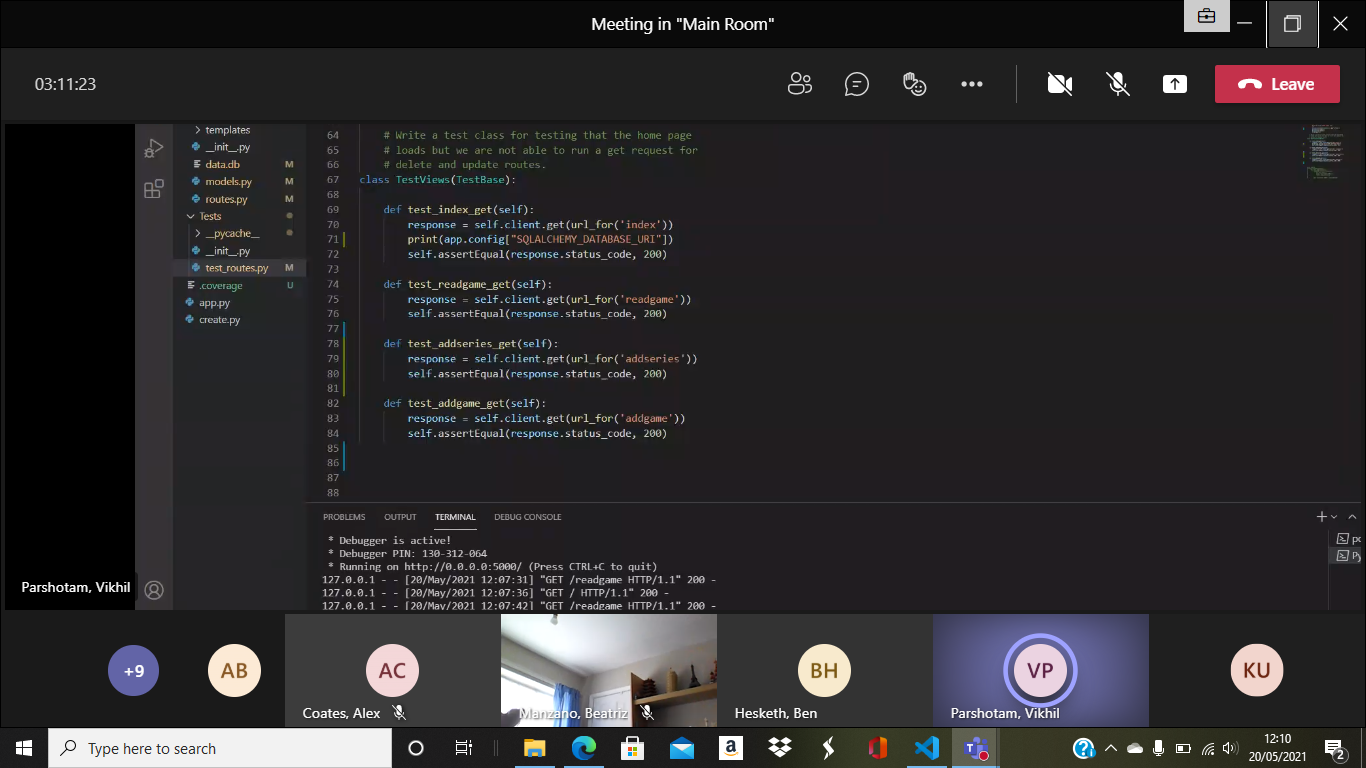 Meeting in "Main Room"
03:11:23
Leave
templates
__init__.py
data.db M
models.py M
routes.py M
Tests
__pycache__
__init__.py
test_routes.py M
.coverage U
app.py
create.py
64 # Write a test class for testing that the home page
65 # loads but we are not able to run a get request for
66 # delete and update routes.
67 class TestViews(TestBase):
68
69 def test_index_get(self):
70 response = self.client.get(url_for('index'))
71 print(app.config["SQLALCHEMY_DATABASE_URI"])
72 self.assertEqual(response.status_code, 200)
73
74 def test_readgame_get(self):
75 response = self.client.get(url_for('readgame'))
76 self.assertEqual(response.status_code, 200)
77
78 def test_addseries_get(self):
79 response = self.client.get(url_for('addseries'))
80 self.assertEqual(response.status_code, 200)
81
82 def test_addgame_get(self):
83 response = self.client.get(url_for('addgame'))
84 self.assertEqual(response.status_code, 200)
85
86
87
88
PROBLEMS OUTPUT TERMINAL DEBUG CONSOLE
* Debugger is active!
* Debugger PIN: 130-312-064
* Running on http://0.0.0.0:5000/ (Press CTRL+C to quit)
127.0.0.1 - - [20/May/2021 12:07:31] "GET /readgame HTTP/1.1" 200 -
127.0.0.1 - - [20/May/2021 12:07:36] "GET / HTTP/1.1" 200 -
127.0.0.1 - - [20/May/2021 12:07:42] "GET /readgame HTTP/1.1" 200 -
Parshotam, Vikhil
+9
AB
AC
Coates, Alex
Manzano, Beatriz
BH
Hesketh, Ben
VP
Parshotam, Vikhil
KU
Type here to search
12:10
20/05/2021
2